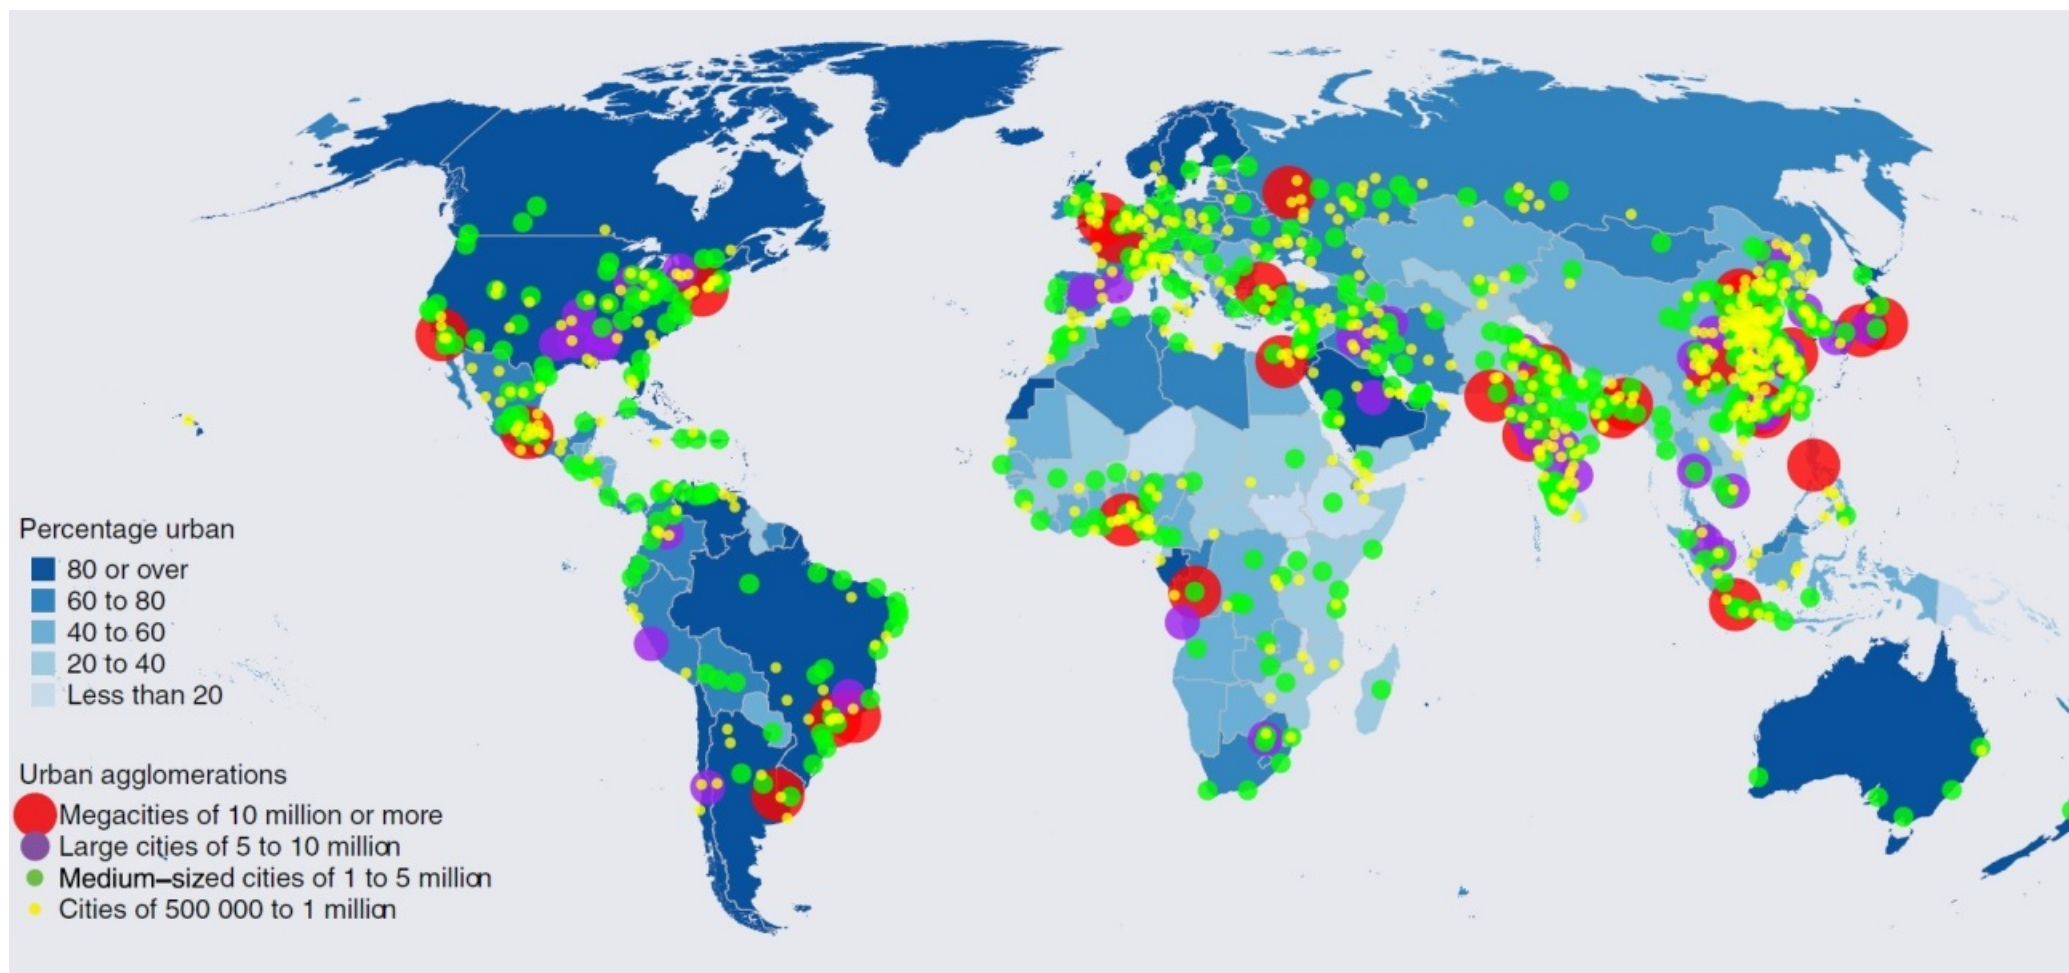 Percentage urban
80 or over
60 to 80
40 to 60
20 to 40
Less than 20
Urban agglomerations
Megacities of 10 million or more
Large cities of 5 to 10 million
Medium–sized cities of 1 to 5 million
Cities of 500 000 to 1 million